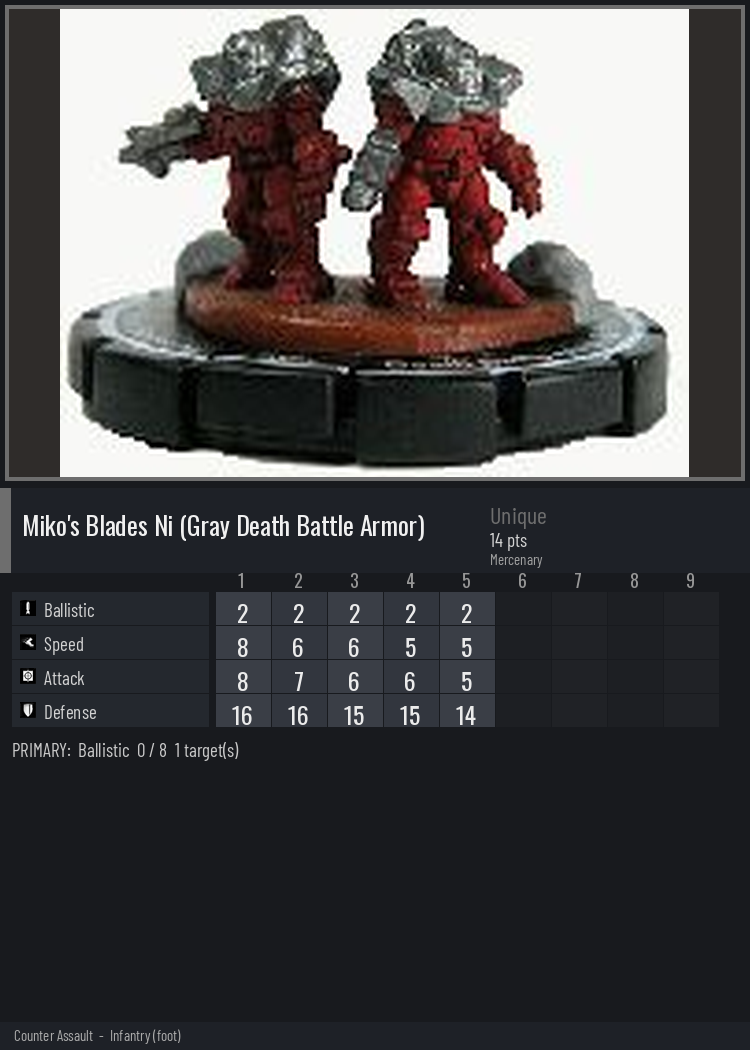 Miko's Blades Ni (Gray Death Battle Armor)
Unique
14 pts
Mercenary
1 2 3 4 5 6 7 8 9
Ballistic 2 2 2 2 2
Speed 8 6 6 5 5
Attack 8 7 6 6 5
Defense 16 16 15 15 14
PRIMARY: Ballistic 0 / 8 1 target(s)
Counter Assault - Infantry (foot)